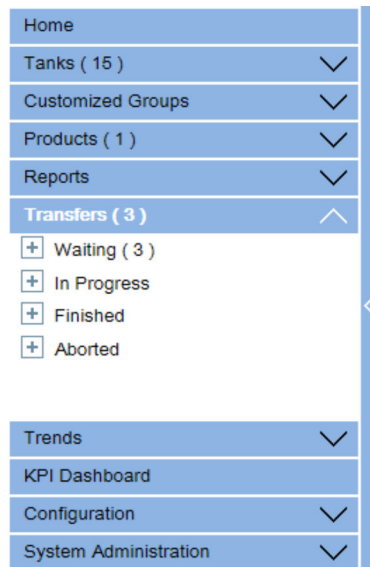 Home
Tanks ( 15 )
Customized Groups
Products ( 1 )
Reports
Transfers ( 3 )
Waiting ( 3 )
In Progress
Finished
Aborted
Trends
KPI Dashboard
Configuration
System Administration